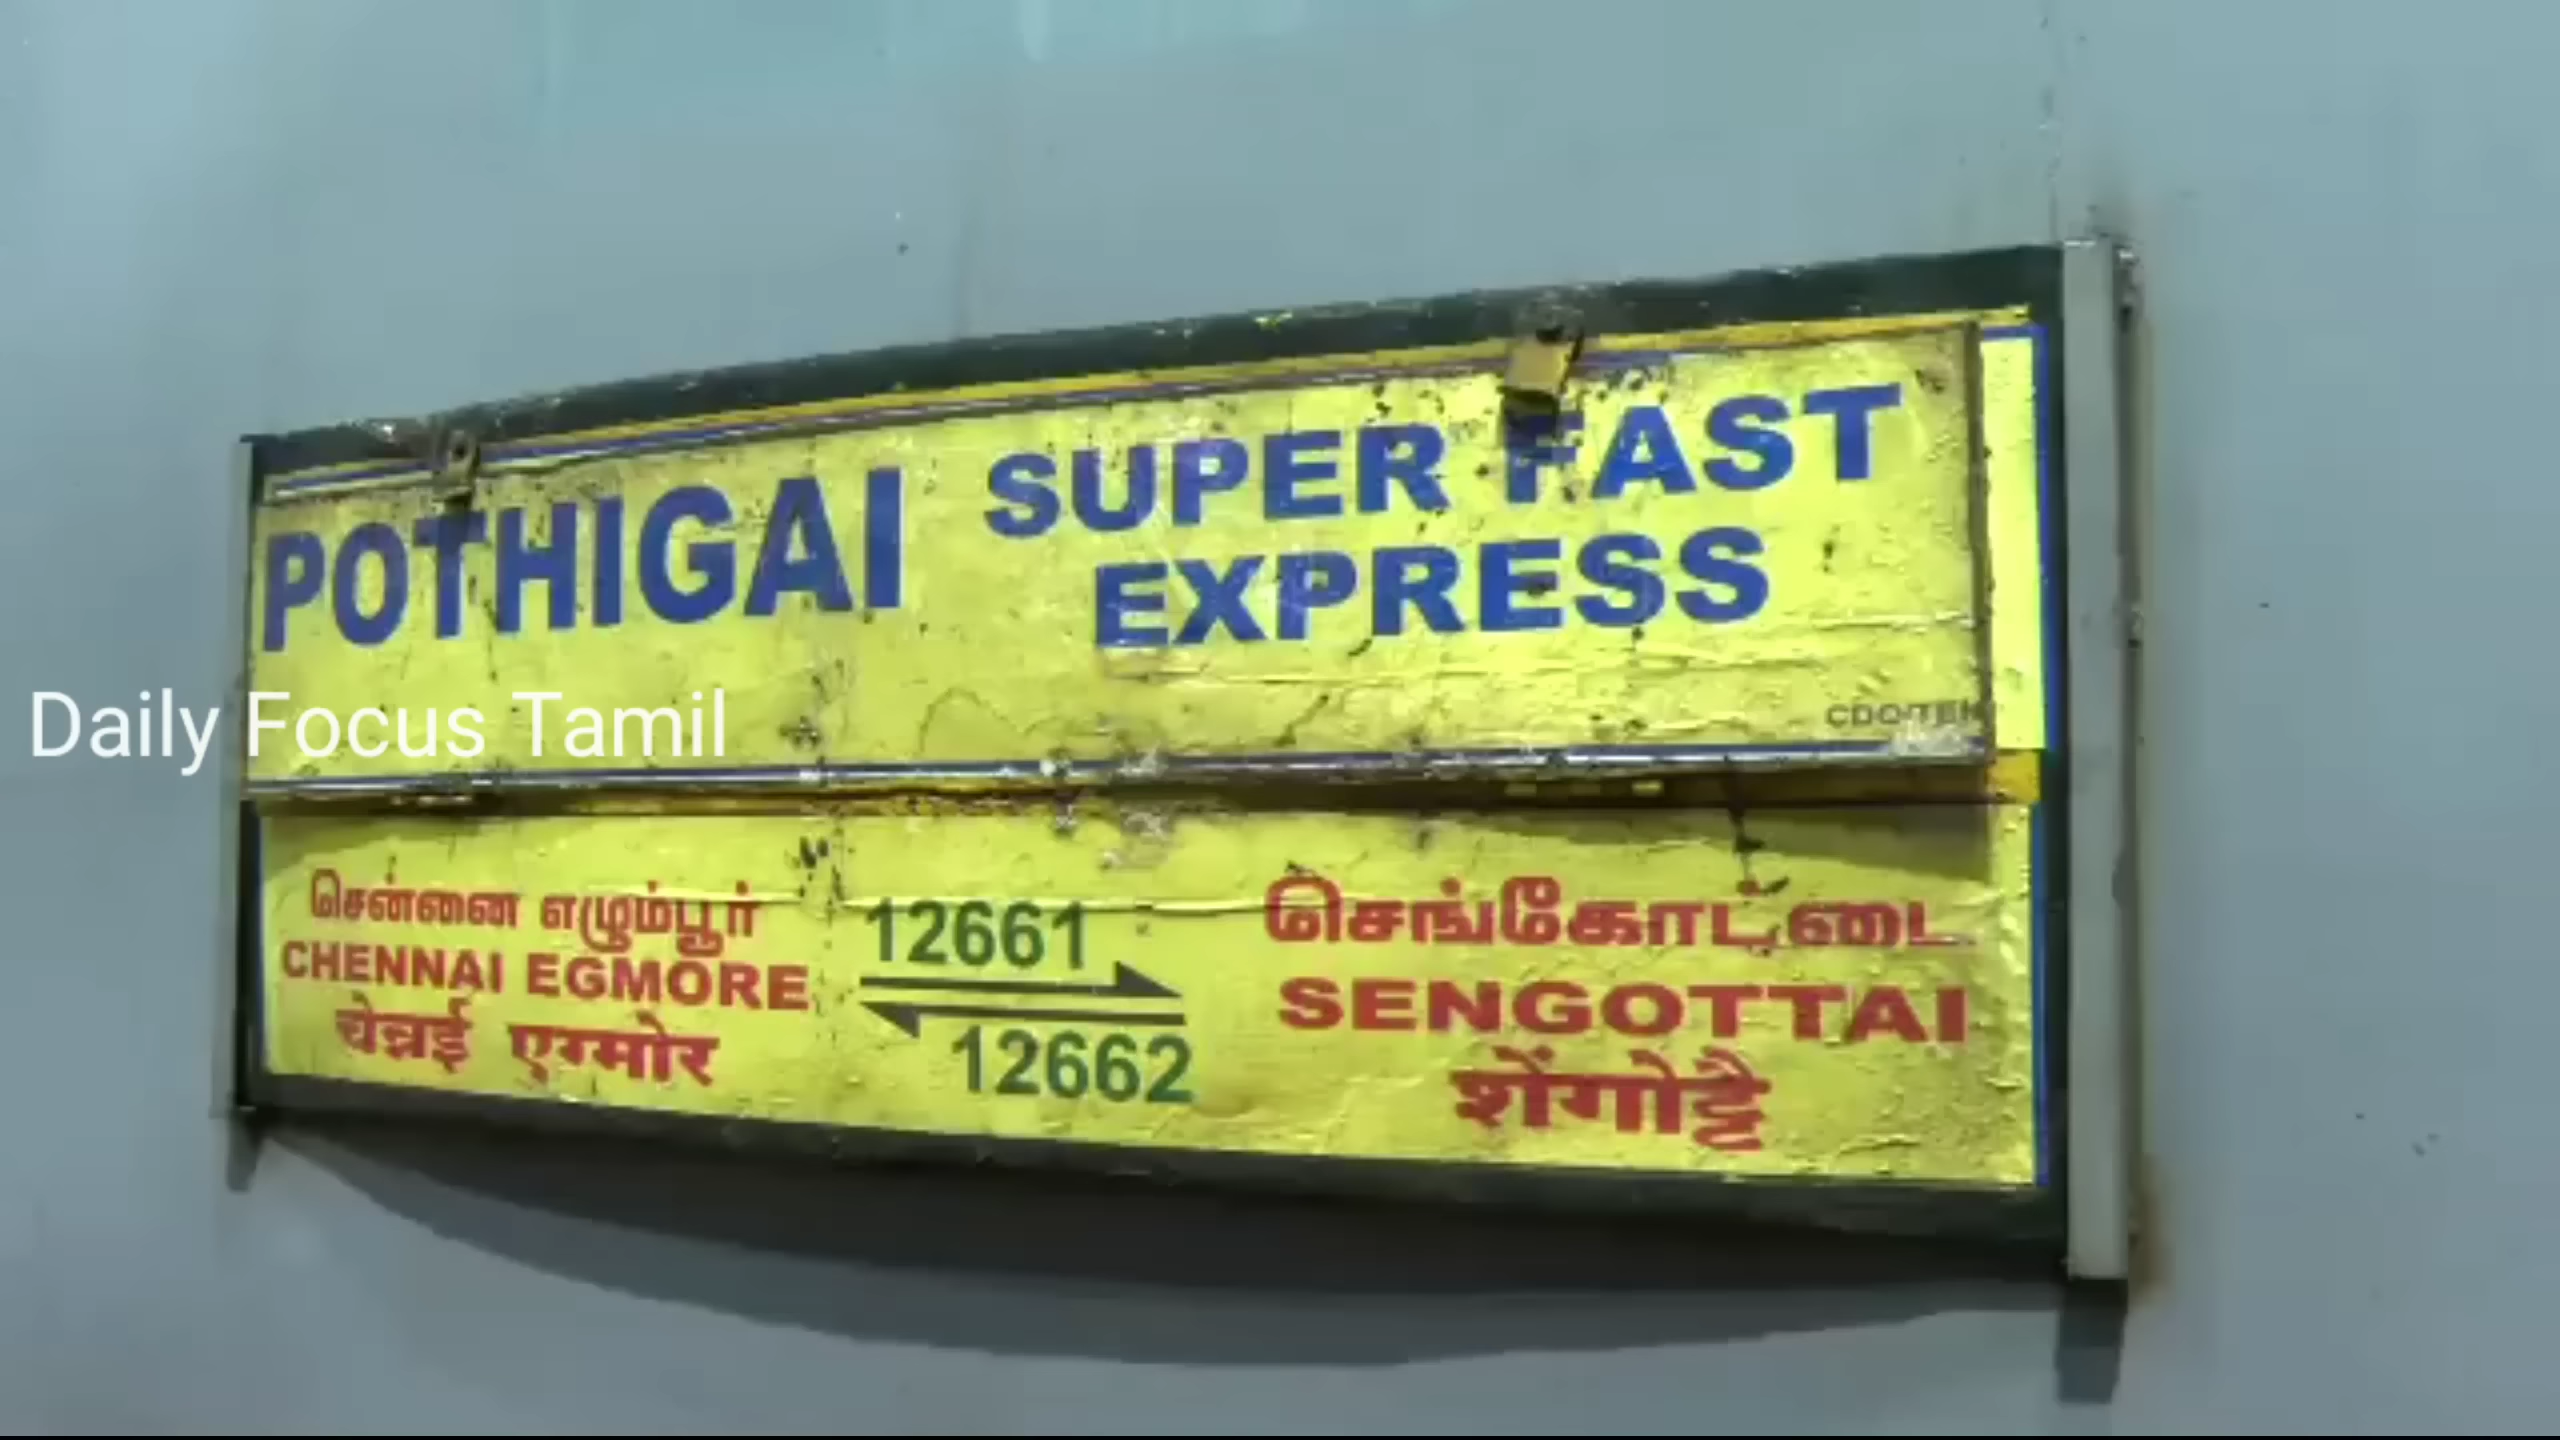 POTHIGAI SUPER FAST
EXPRESS
Daily Focus Tamil
சென்னை எழும்பூர்
CHENNAI EGMORE
चेन्नई एग्मोर
12661
12662
செங்கோட்டை
SENGOTTAI
शेंगोट्टै